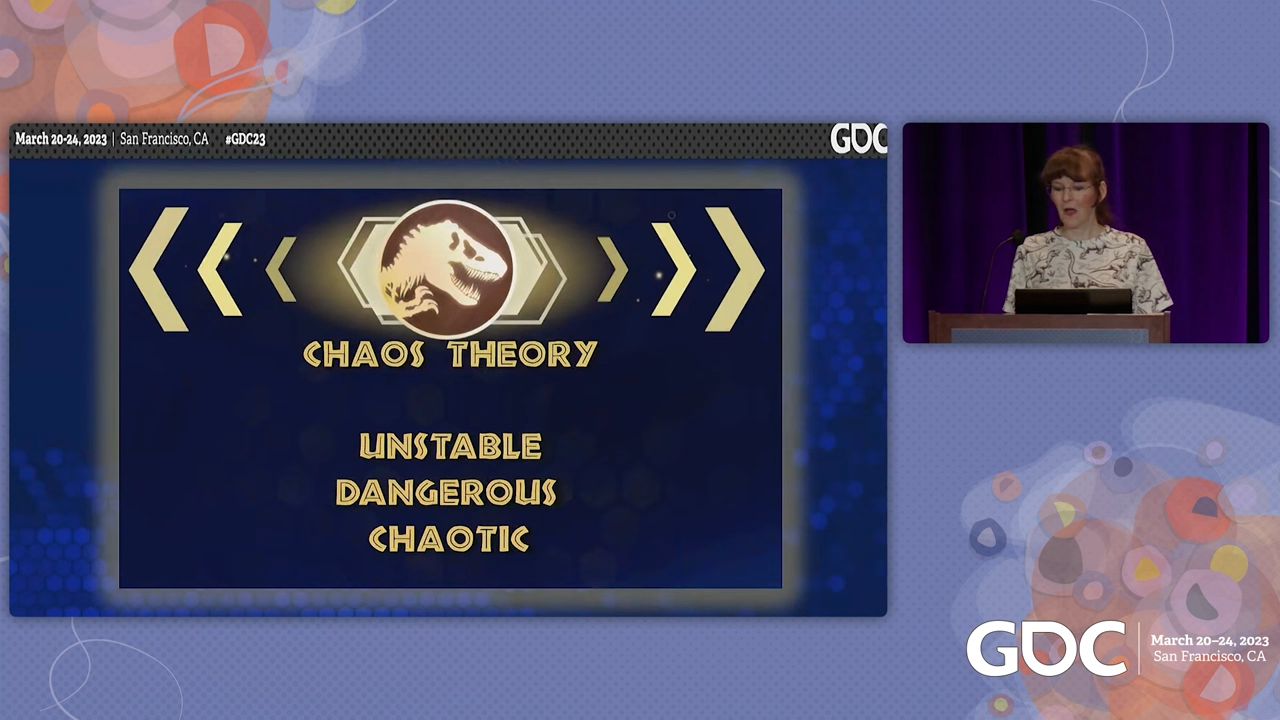 March 20-24, 2023 | San Francisco, CA #GDC23
GDC
CHAOS THEORY
UNSTABLE
DANGEROUS
CHAOTIC
GDC
March 20–24, 2023
San Francisco, CA